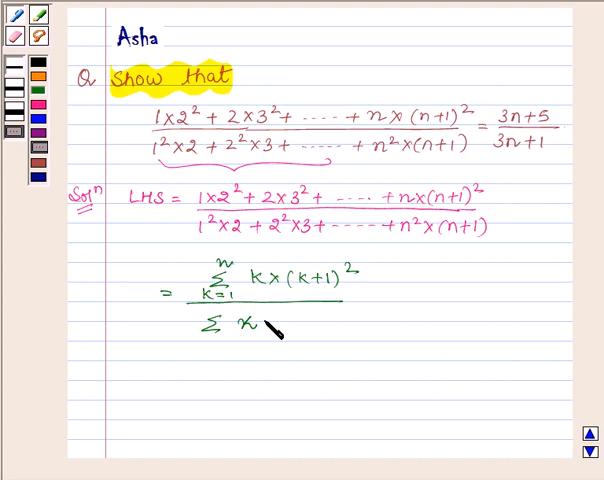 Asha
Q Show that
1×2² + 2×3² + ...... + n×(n+1)² / 1²×2 + 2²×3 + ..... + n²×(n+1) = 3n+5 / 3n+1
Solⁿ LHS = 1×2² + 2×3² + ..... + n×(n+1)² / 1²×2 + 2²×3 + ...... + n²×(n+1)
= n Σ k=1 k×(k+1)² / Σ k